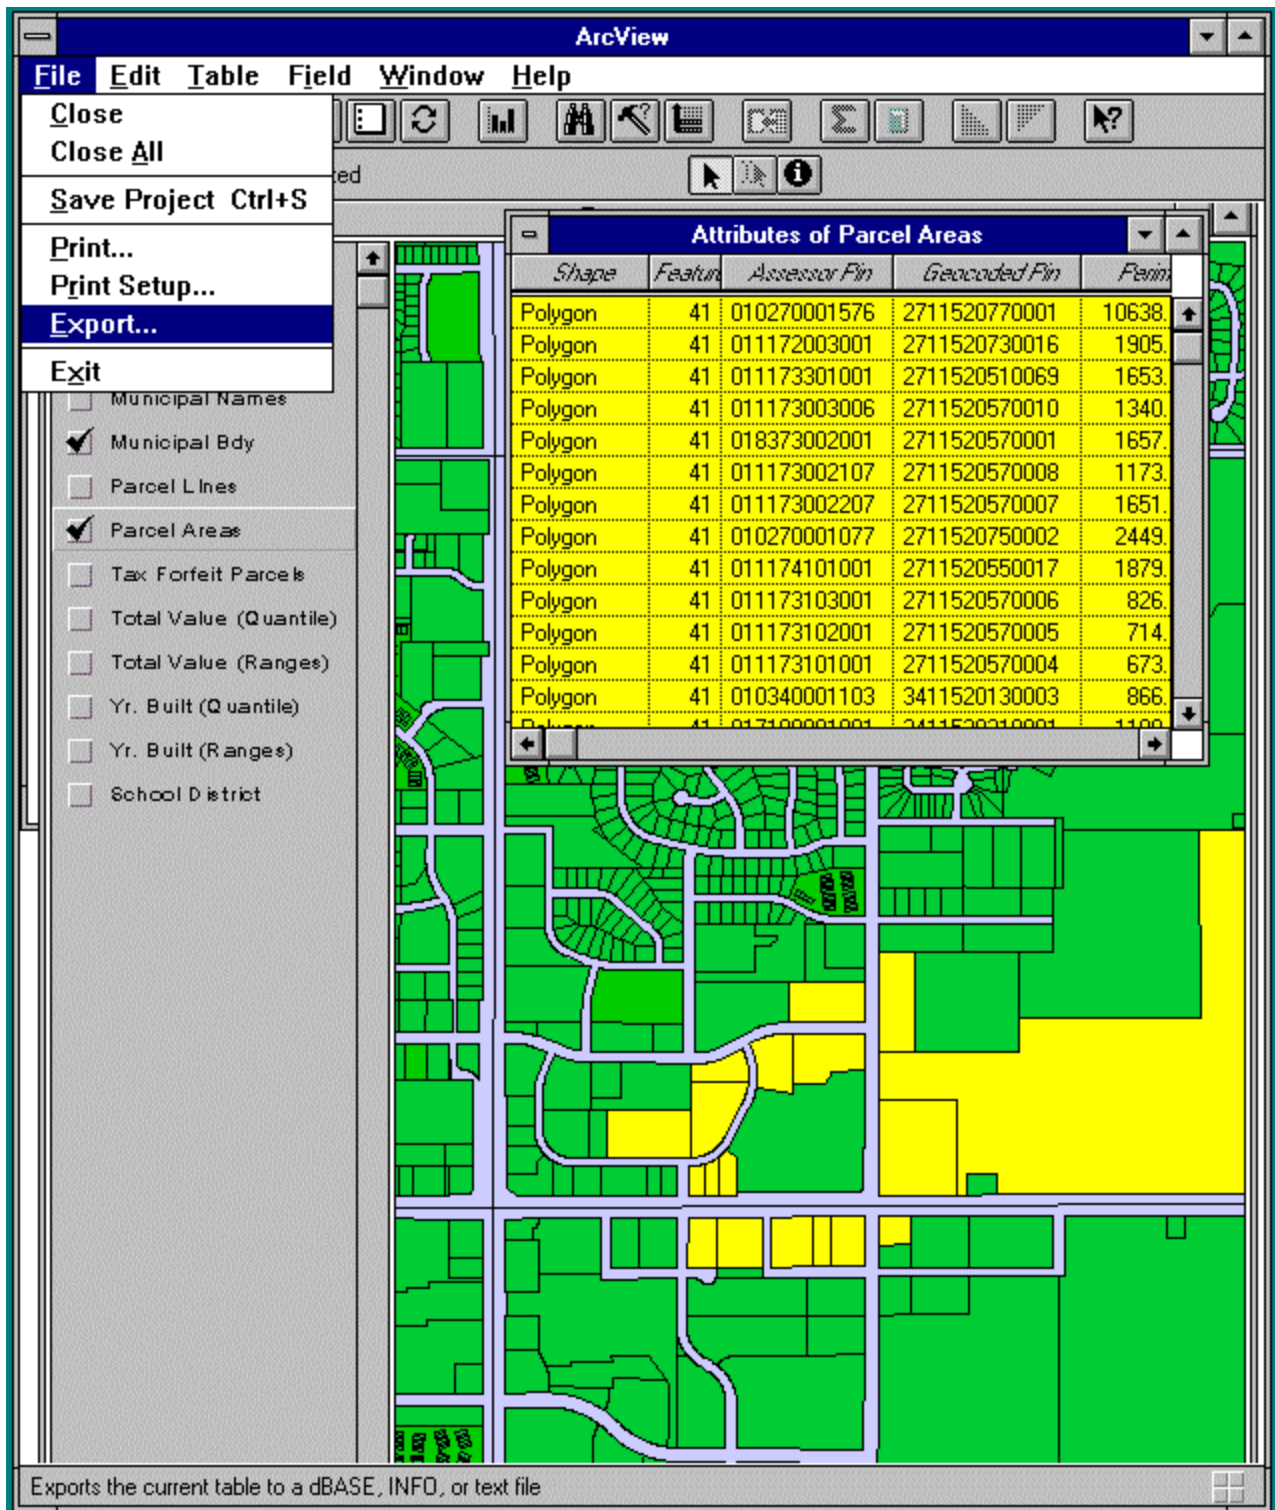 ArcView
File Edit Table Field Window Help
Close
Close All
Save Project Ctrl+S
Print...
Print Setup...
Export...
Exit
Attributes of Parcel Areas
Shape Featun Assessor Pin Geocoded Pin Perim
Polygon 41 010270001576 2711520770001 10638.
Polygon 41 011172003001 2711520730016 1905.
Polygon 41 011173301001 2711520510069 1653.
Polygon 41 011173003006 2711520570010 1340.
Polygon 41 018373002001 2711520570001 1657.
Polygon 41 011173002107 2711520570008 1173.
Polygon 41 011173002207 2711520570007 1651.
Polygon 41 010270001077 2711520750002 2449.
Polygon 41 011174101001 2711520550017 1879.
Polygon 41 011173103001 2711520570006 826.
Polygon 41 011173102001 2711520570005 714.
Polygon 41 011173101001 2711520570004 673.
Polygon 41 010340001103 3411520130003 866.
Municipal Names
Municipal Bdy
Parcel Lines
Parcel Areas
Tax Forfeit Parcels
Total Value (Quantile)
Total Value (Ranges)
Yr. Built (Quantile)
Yr. Built (Ranges)
School District
Exports the current table to a dBASE, INFO, or text file